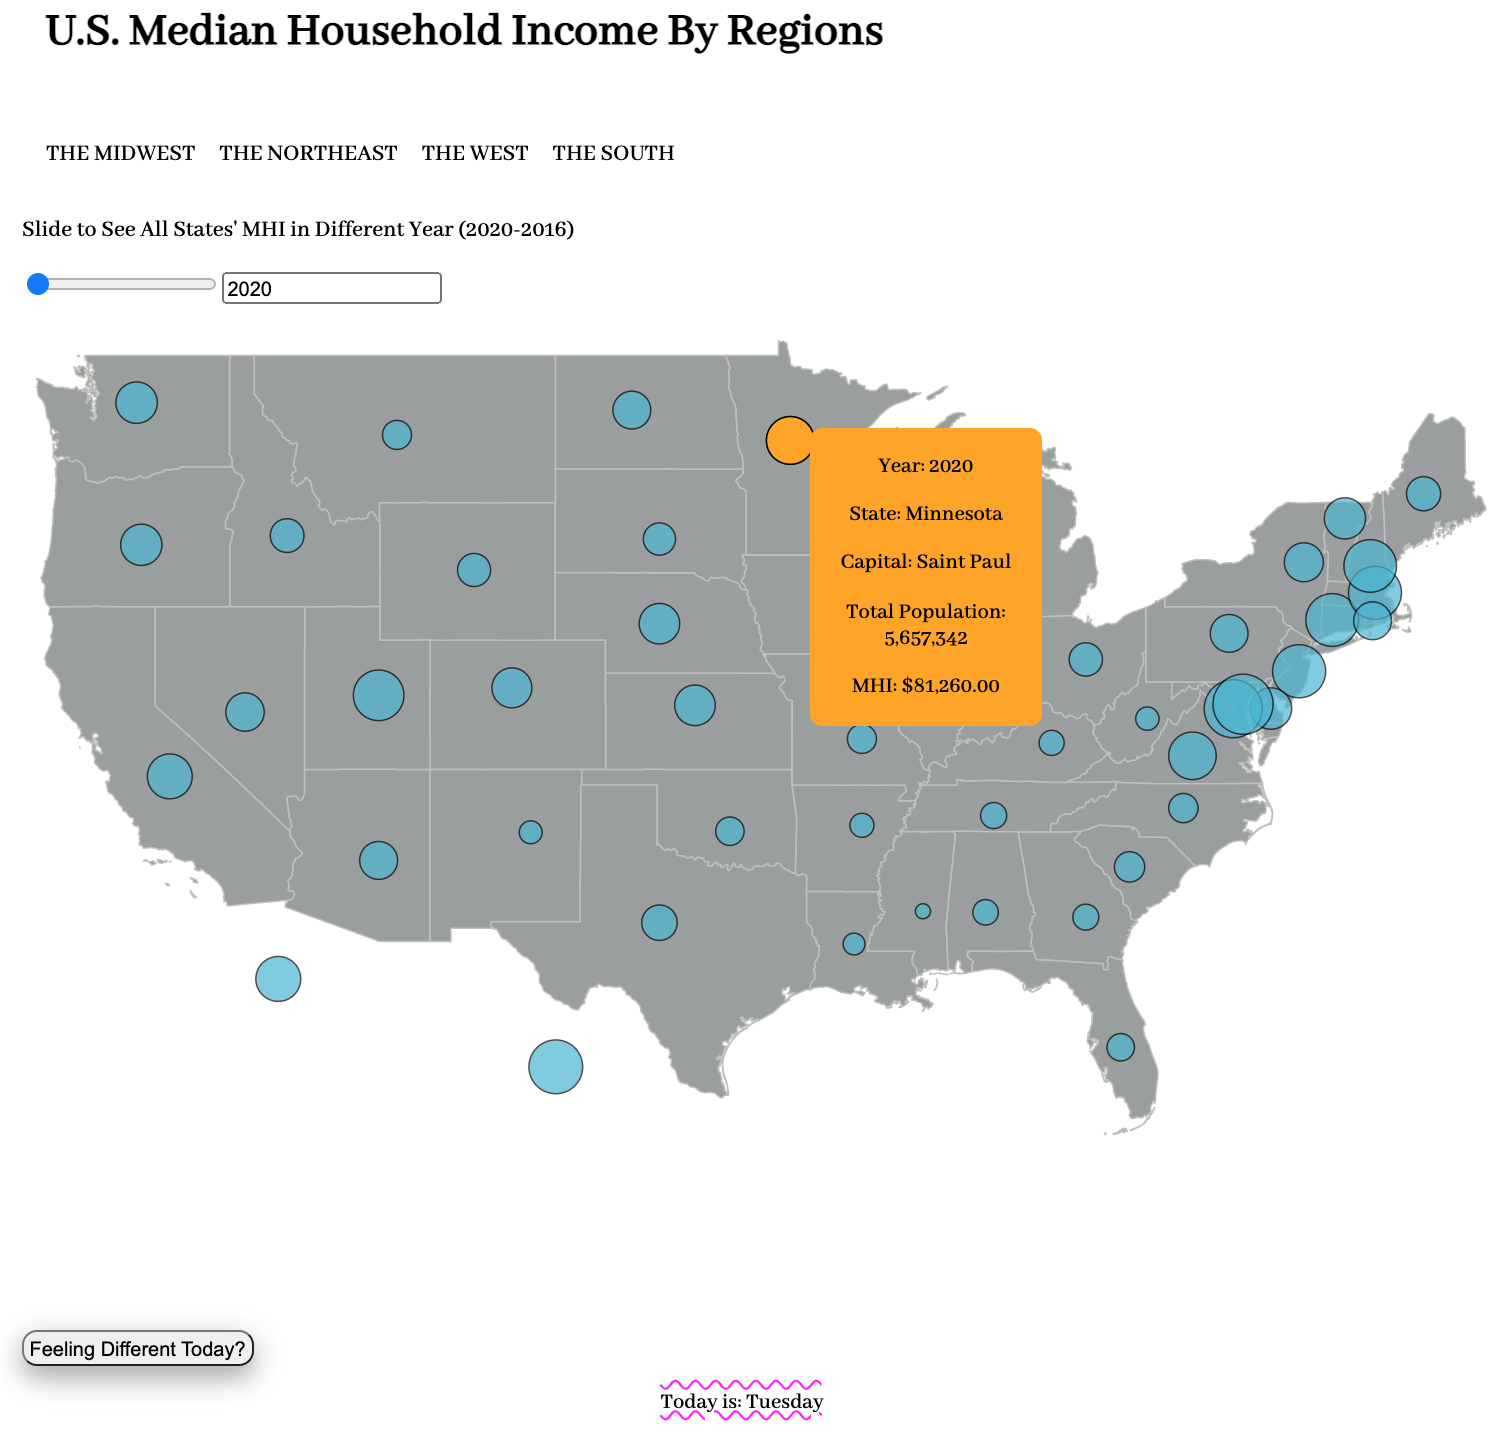 U.S. Median Household Income By Regions
THE MIDWEST THE NORTHEAST THE WEST THE SOUTH
Slide to See All States' MHI in Different Year (2020-2016)
2020
Year: 2020
State: Minnesota
Capital: Saint Paul
Total Population:
5,657,342
MHI: $81,260.00
Feeling Different Today?
Today is: Tuesday